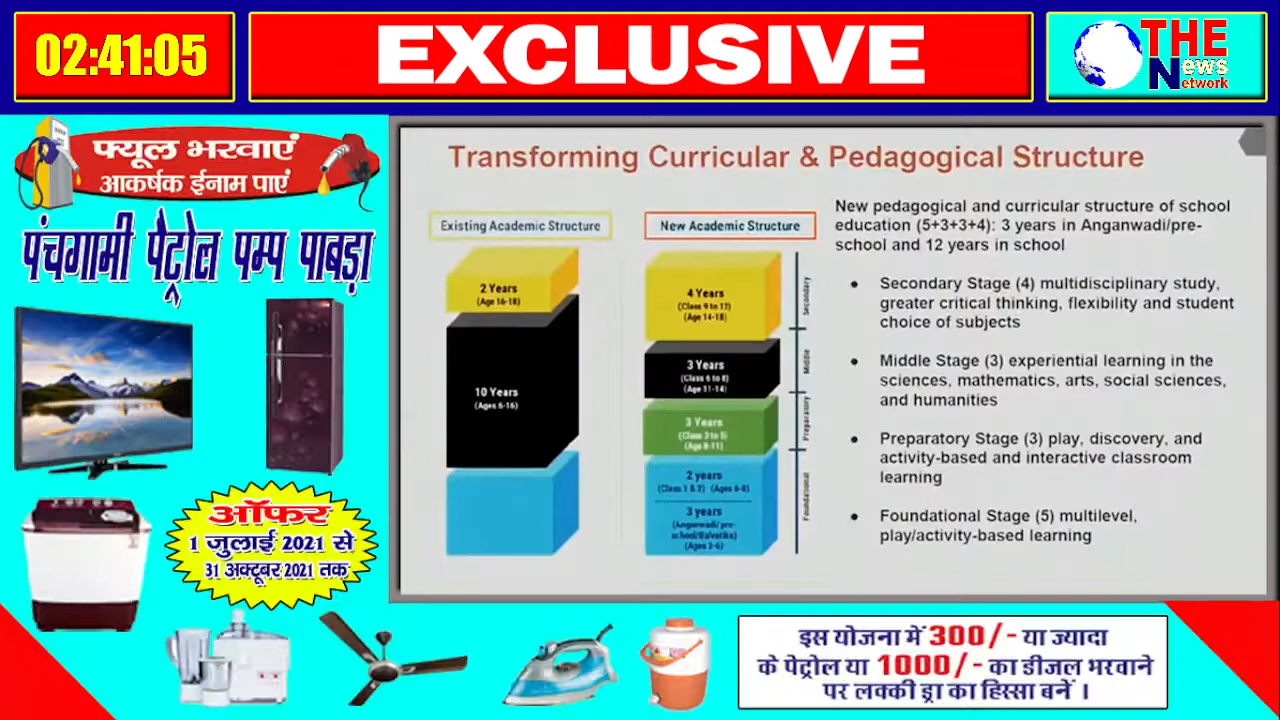 02:41:05
EXCLUSIVE
THE
News
Network
फ्यूल भरवाएं
आकर्षक ईनाम पाएं
पंचगामी पैट्रोल पम्प पाबड़ा
ऑफर
1 जुलाई 2021 से
31 अक्टूबर 2021 तक
Transforming Curricular & Pedagogical Structure
Existing Academic Structure
2 Years
(Age 16-18)
10 Years
(Ages 6-16)
New Academic Structure
4 Years
(Class 9 to 12)
(Age 14-18)
Secondary
3 Years
(Class 6 to 8)
(Age 11-14)
Middle
3 Years
(Class 3 to 5)
(Age 8-11)
Preparatory
2 years
(Class 1 & 2) (Ages 6-8)
3 years
(Anganwadi/ pre-
school/Balvatika)
(Ages 3-6)
Foundational
New pedagogical and curricular structure of school
education (5+3+3+4): 3 years in Anganwadi/pre-
school and 12 years in school
• Secondary Stage (4) multidisciplinary study,
greater critical thinking, flexibility and student
choice of subjects
• Middle Stage (3) experiential learning in the
sciences, mathematics, arts, social sciences,
and humanities
• Preparatory Stage (3) play, discovery, and
activity-based and interactive classroom
learning
• Foundational Stage (5) multilevel,
play/activity-based learning
इस योजना में 300/- या ज्यादा
के पेट्रोल या 1000/- का डीजल भरवाने
पर लक्की ड्रा का हिस्सा बनें ।